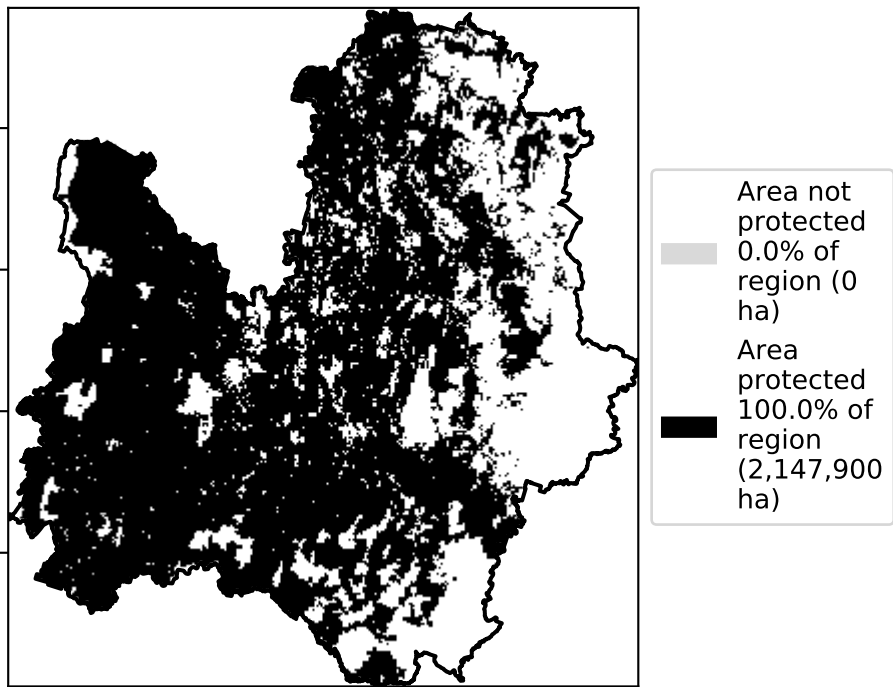 Area not
protected
0.0% of
region (0
ha)
Area
protected
100.0% of
region
(2,147,900
ha)